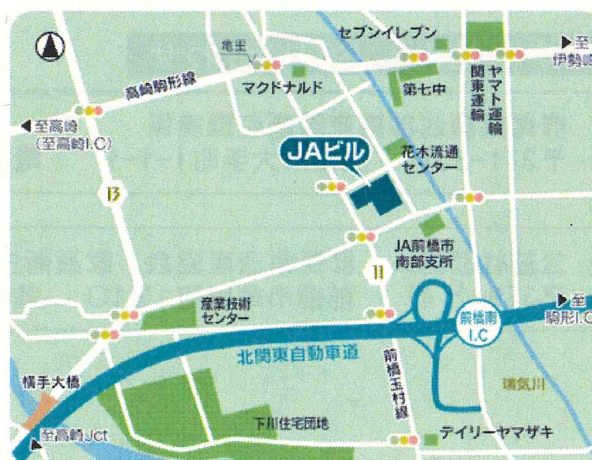 セブンイレブン
亀里
▶至
伊勢崎
高崎駒形線
マクドナルド
第七中
関東運輸
ヤマト運輸
◀至高崎
(至高崎I.C)
JAビル
花木流通
センター
13
JA前橋市
南部支所
11
産業技術
センター
▶至
駒形I.C
前橋南
I.C
北関東自動車道
前橋玉村線
横手大橋
瑞気川
下川住宅団地
デイリーヤマザキ
至高崎Jct